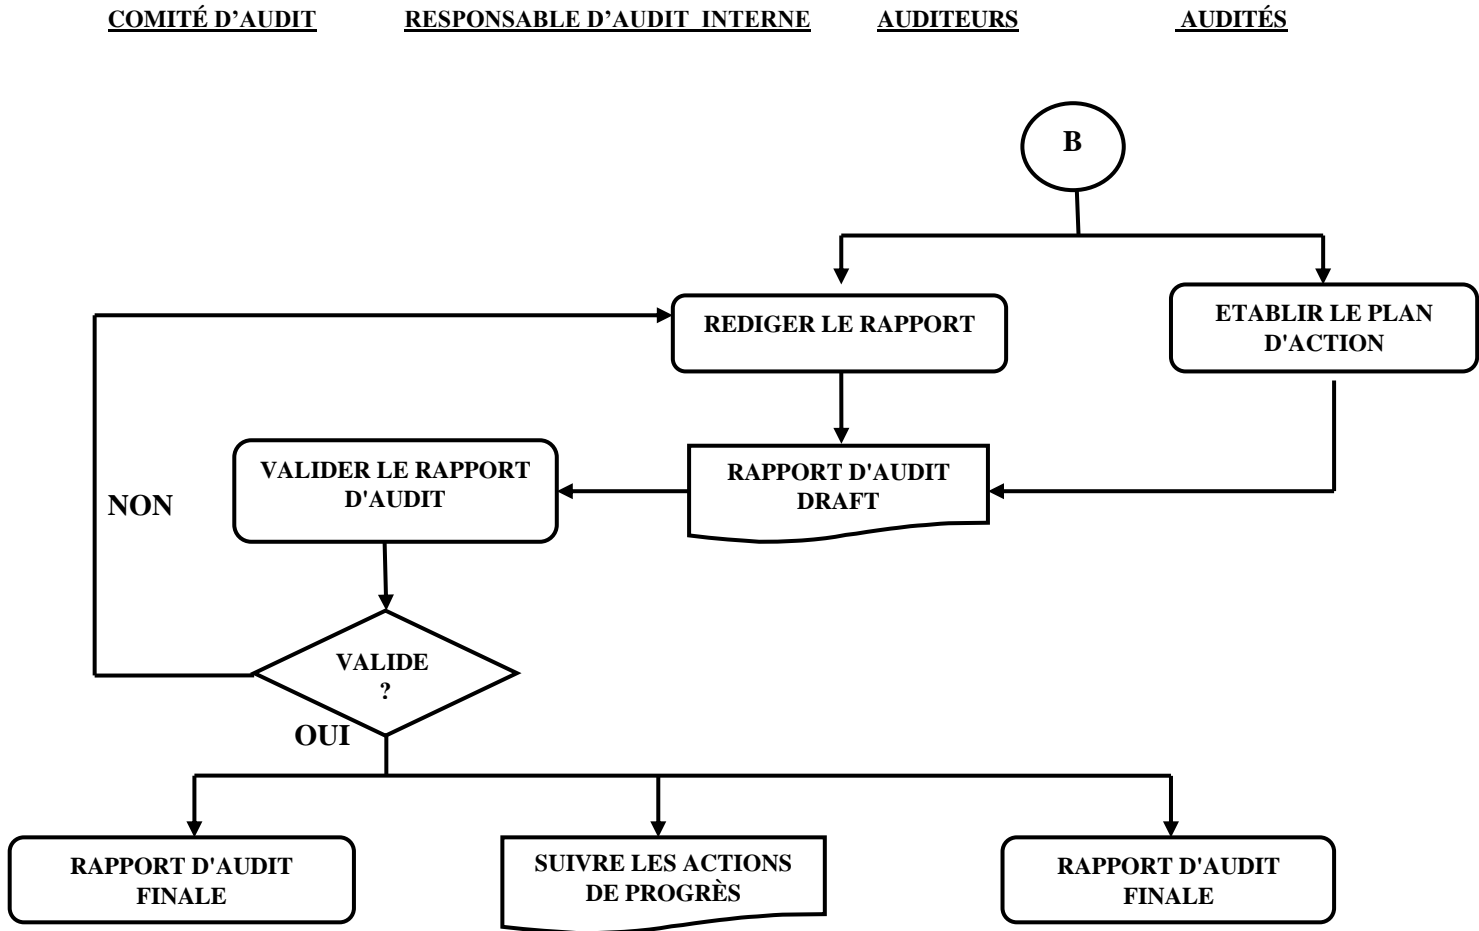 COMITÉ D’AUDIT RESPONSABLE D’AUDIT INTERNE AUDITEURS AUDITÉS
B
REDIGER LE RAPPORT
ETABLIR LE PLAN
D'ACTION
VALIDER LE RAPPORT
D'AUDIT
RAPPORT D'AUDIT
DRAFT
NON
VALIDE
?
OUI
RAPPORT D'AUDIT
FINALE
SUIVRE LES ACTIONS
DE PROGRÈS
RAPPORT D'AUDIT
FINALE